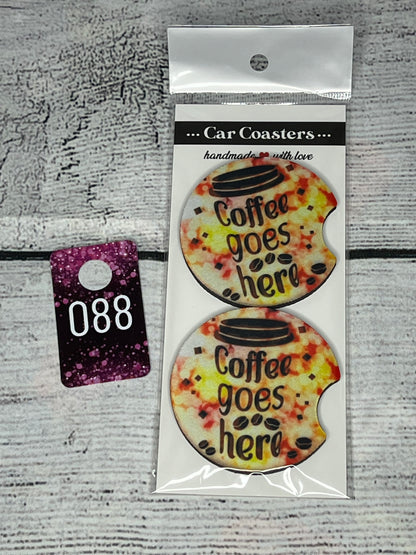 ...Car Coasters...
handmade ❤ with love
Coffee
goes
here
Coffee
goes
here
088